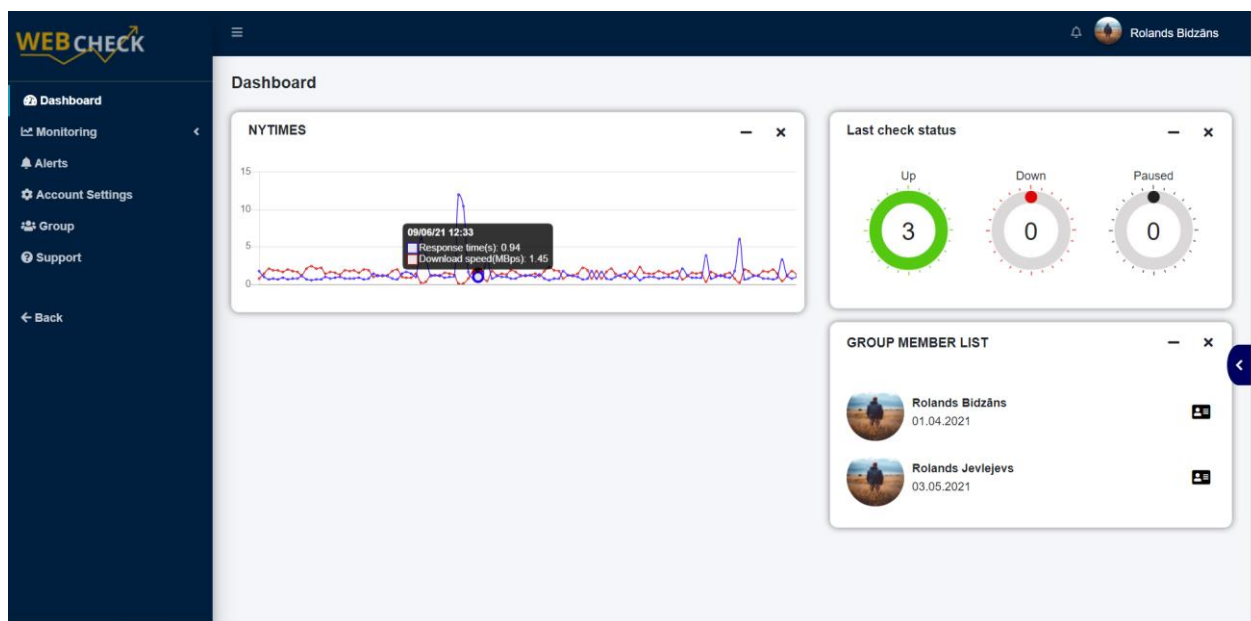 WEBCHECK
Rolands Bidzāns
Dashboard
Monitoring
Alerts
Account Settings
Group
Support
Back
Dashboard
NYTIMES
15
10
5
0
09/06/21 12:33
Response time(s): 0.94
Download speed(MBps): 1.45
Last check status
Up Down Paused
3 0 0
GROUP MEMBER LIST
Rolands Bidzāns
01.04.2021
Rolands Jevlejevs
03.05.2021